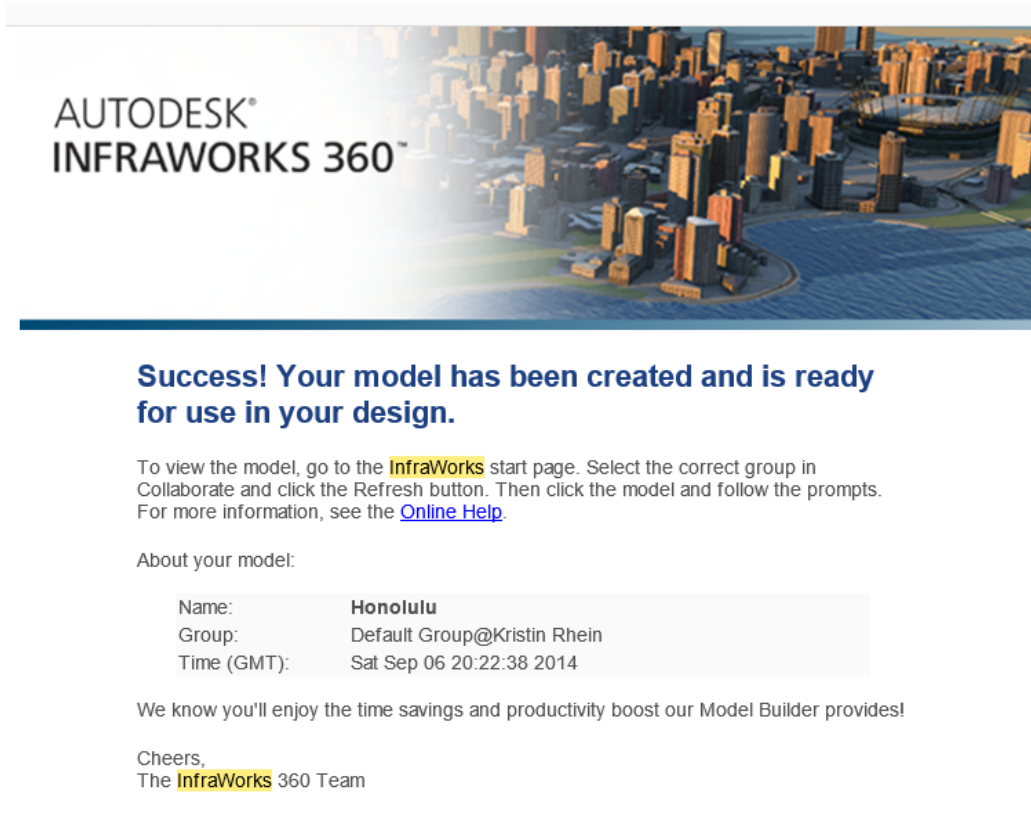 AUTODESK®
INFRAWORKS 360™
Success! Your model has been created and is ready
for use in your design.
To view the model, go to the InfraWorks start page. Select the correct group in
Collaborate and click the Refresh button. Then click the model and follow the prompts.
For more information, see the Online Help.
About your model:
Name: Honolulu
Group: Default Group@Kristin Rhein
Time (GMT): Sat Sep 06 20:22:38 2014
We know you'll enjoy the time savings and productivity boost our Model Builder provides!
Cheers,
The InfraWorks 360 Team